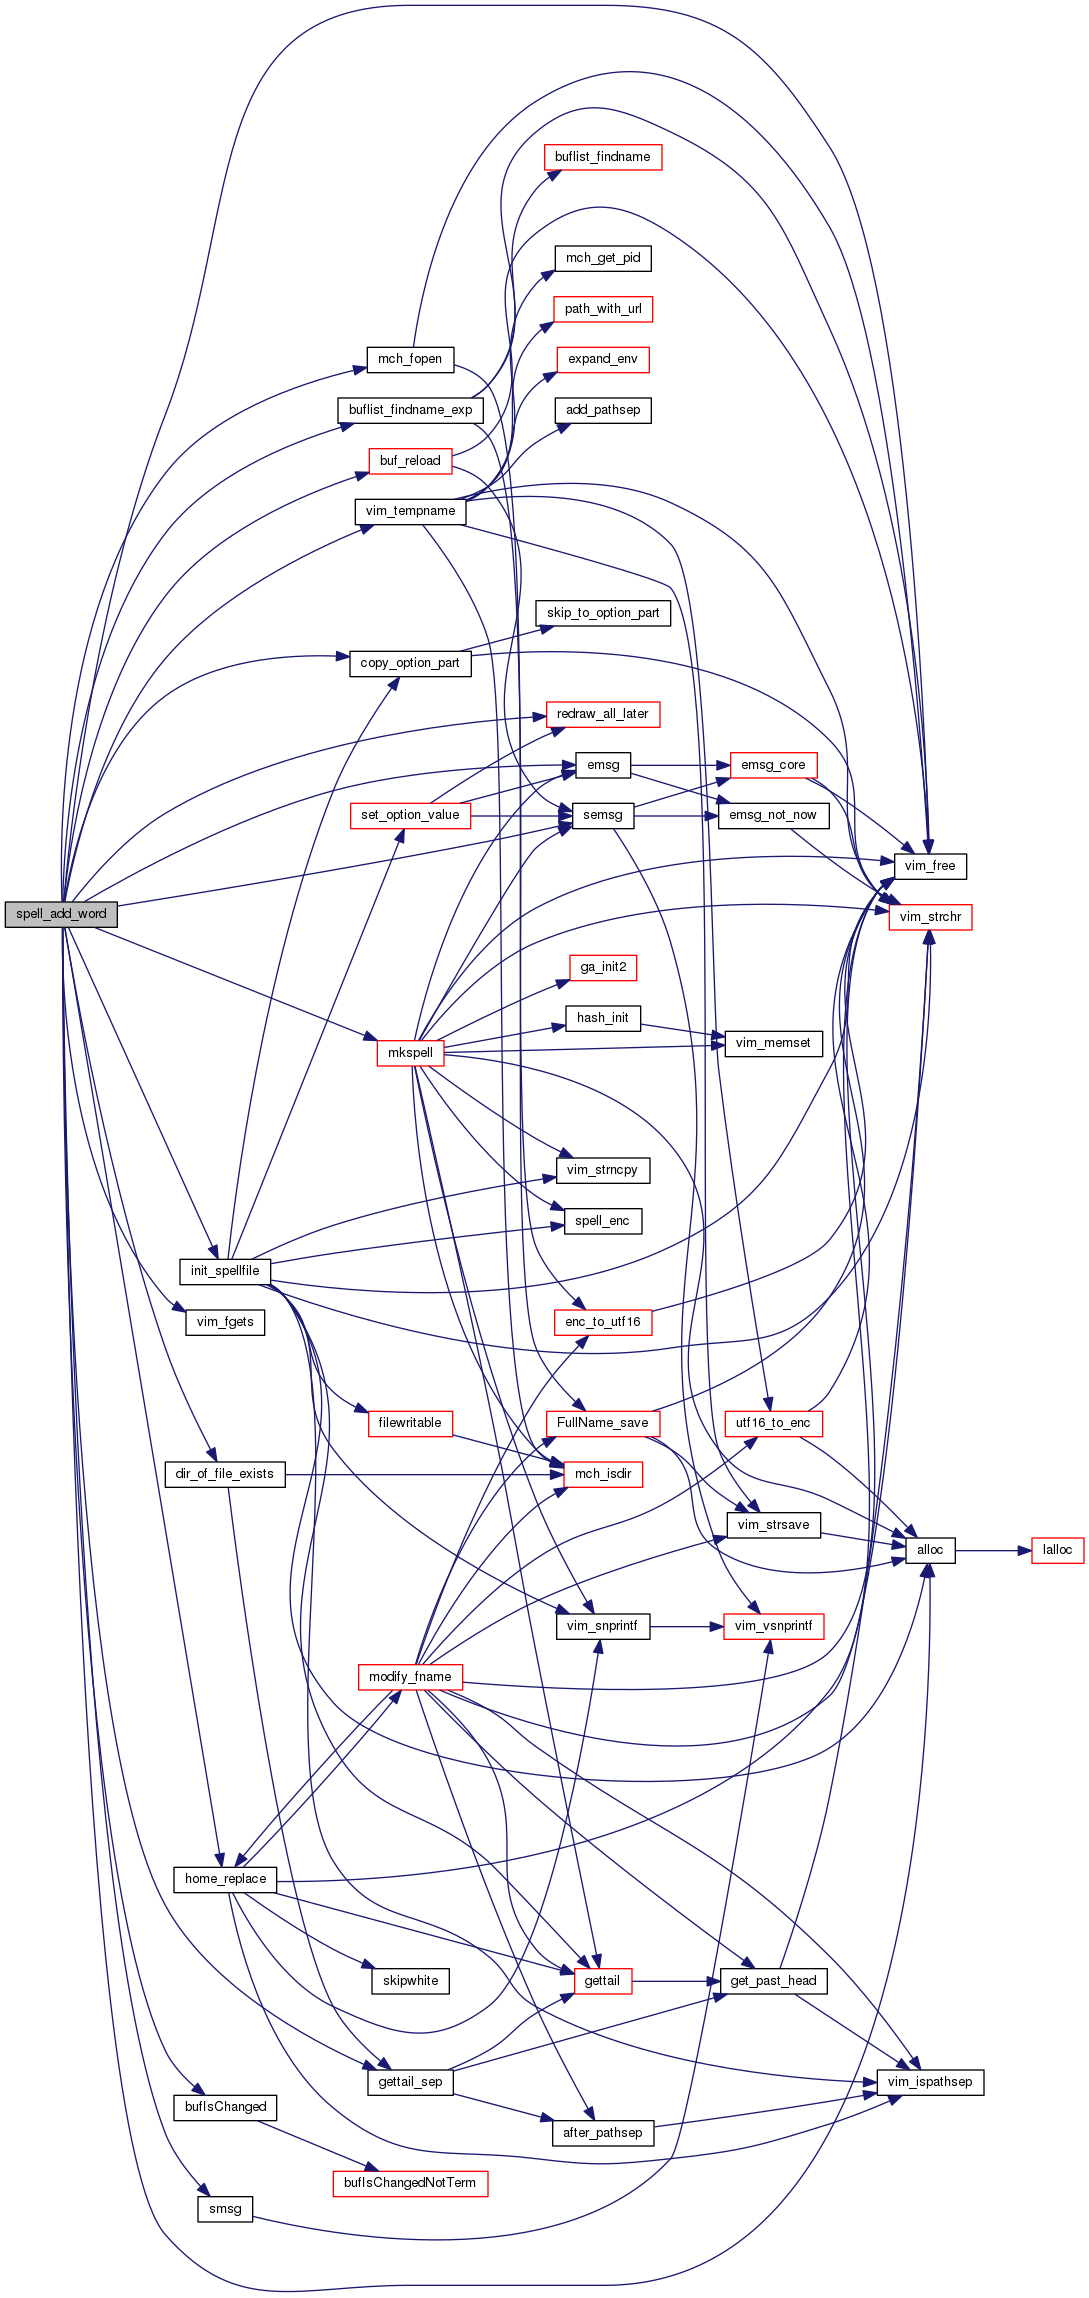 buflist_findname
mch_get_pid
path_with_url
mch_fopen
expand_env
buflist_findname_exp
add_pathsep
buf_reload
vim_tempname
skip_to_option_part
copy_option_part
redraw_all_later
emsg
emsg_core
set_option_value
semsg
emsg_not_now
vim_free
spell_add_word
vim_strchr
ga_init2
hash_init
vim_memset
mkspell
vim_strncpy
spell_enc
init_spellfile
vim_fgets
enc_to_utf16
filewritable
FullName_save
utf16_to_enc
dir_of_file_exists
mch_isdir
vim_strsave
alloc
lalloc
vim_snprintf
vim_vsnprintf
modify_fname
home_replace
skipwhite
gettail
get_past_head
gettail_sep
vim_ispathsep
bufIsChanged
after_pathsep
bufIsChangedNotTerm
smsg